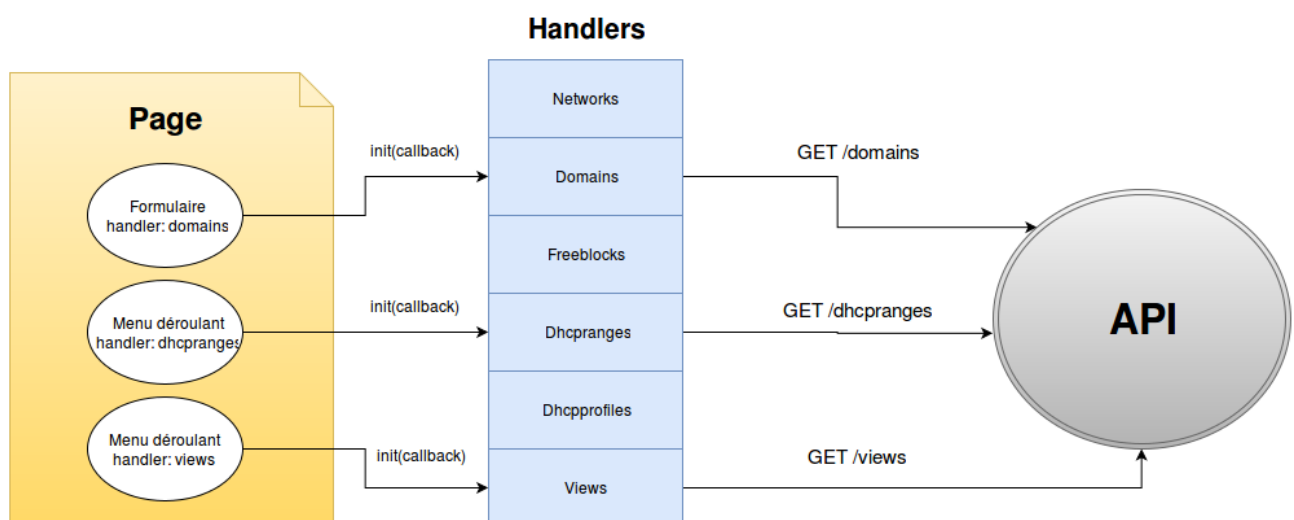 Handlers
Page
Networks
init(callback)
GET /domains
Domains
Formulaire
handler: domains
Freeblocks
init(callback)
GET /dhcpranges
Menu déroulant
handler: dhcpranges
Dhcpranges
API
Dhcpprofiles
Menu déroulant
handler: views
init(callback)
GET /views
Views